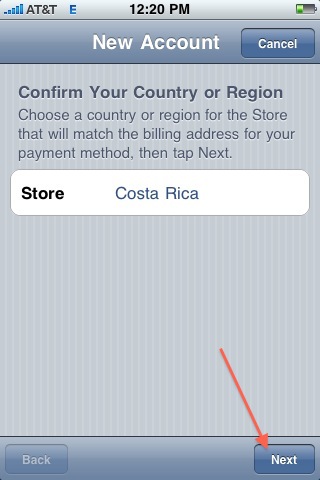 AT&T E 12:20 PM
New Account
Cancel
Confirm Your Country or Region
Choose a country or region for the Store
that will match the billing address for your
payment method, then tap Next.
Store Costa Rica
Back
Next